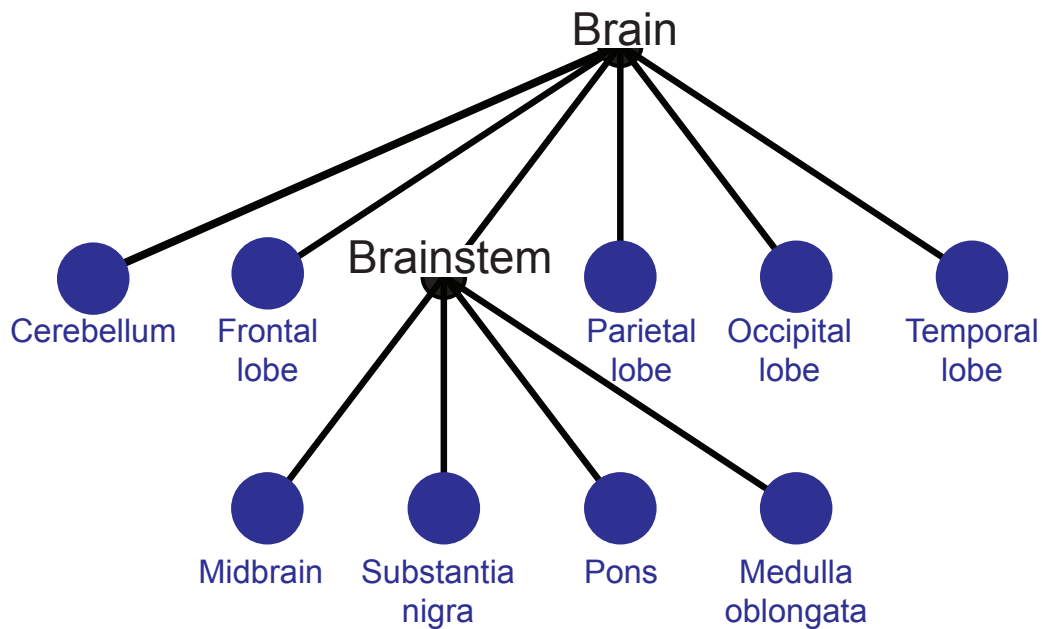 Brain
Brainstem
Cerebellum
Frontal
lobe
Parietal
lobe
Occipital
lobe
Temporal
lobe
Midbrain
Substantia
nigra
Pons
Medulla
oblongata